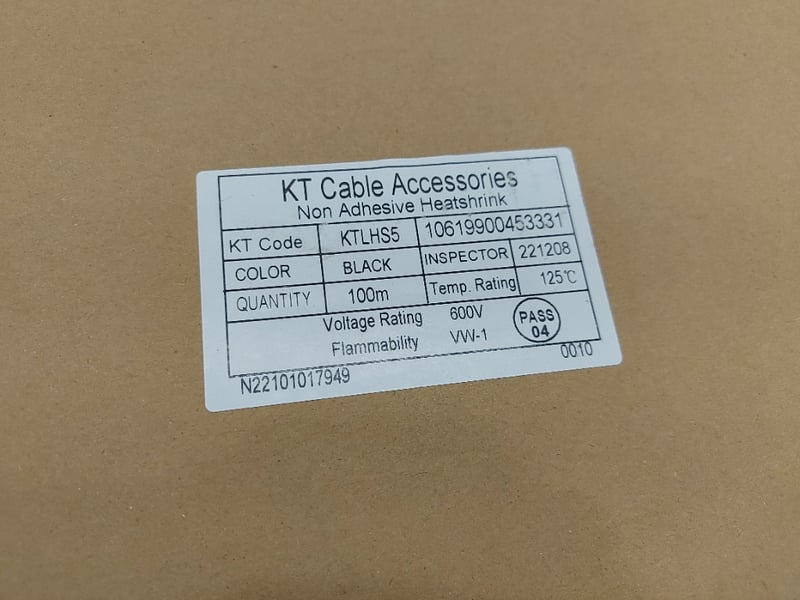 KT Cable Accessories
Non Adhesive Heatshrink
KT Code KTLHS5 10619900453331
COLOR BLACK INSPECTOR 221208
QUANTITY 100m Temp. Rating 125℃
Voltage Rating 600V
Flammability VW-1
PASS
04
N22101017949 0010